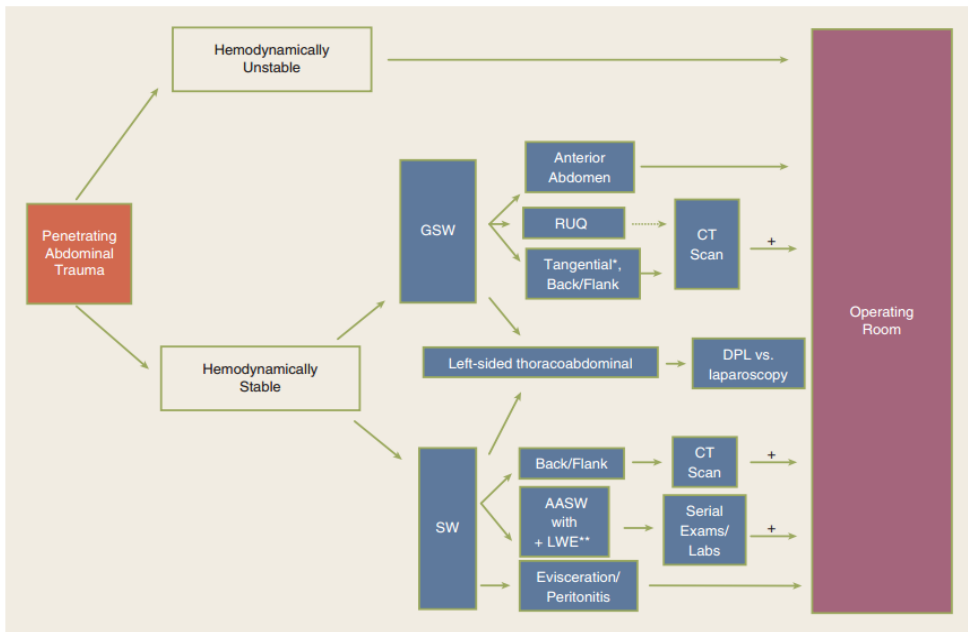 Hemodynamically
Unstable
Penetrating
Abdominal
Trauma
Hemodynamically
Stable
GSW
Anterior
Abdomen
RUQ
Tangential*,
Back/Flank
CT
Scan
+
Left-sided thoracoabdominal
DPL vs.
laparoscopy
SW
Back/Flank
CT
Scan
+
AASW
with
+ LWE**
Serial
Exams/
Labs
+
Evisceration/
Peritonitis
Operating
Room